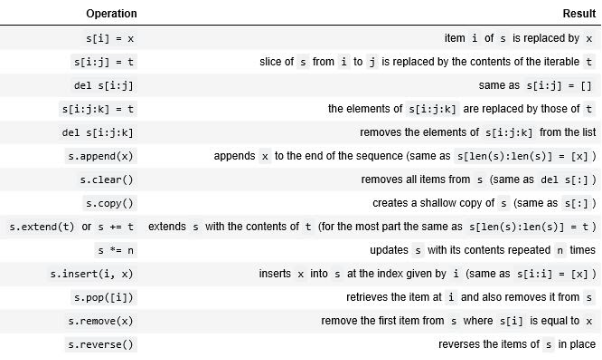 Operation Result
s[i] = x item i of s is replaced by x
s[i:j] = t slice of s from i to j is replaced by the contents of the iterable t
del s[i:j] same as s[i:j] = []
s[i:j:k] = t the elements of s[i:j:k] are replaced by those of t
del s[i:j:k] removes the elements of s[i:j:k] from the list
s.append(x) appends x to the end of the sequence (same as s[len(s):len(s)] = [x])
s.clear() removes all items from s (same as del s[:])
s.copy() creates a shallow copy of s (same as s[:])
s.extend(t) or s += t extends s with the contents of t (for the most part the same as s[len(s):len(s)] = t)
s *= n updates s with its contents repeated n times
s.insert(i, x) inserts x into s at the index given by i (same as s[i:i] = [x])
s.pop([i]) retrieves the item at i and also removes it from s
s.remove(x) remove the first item from s where s[i] is equal to x
s.reverse() reverses the items of s in place